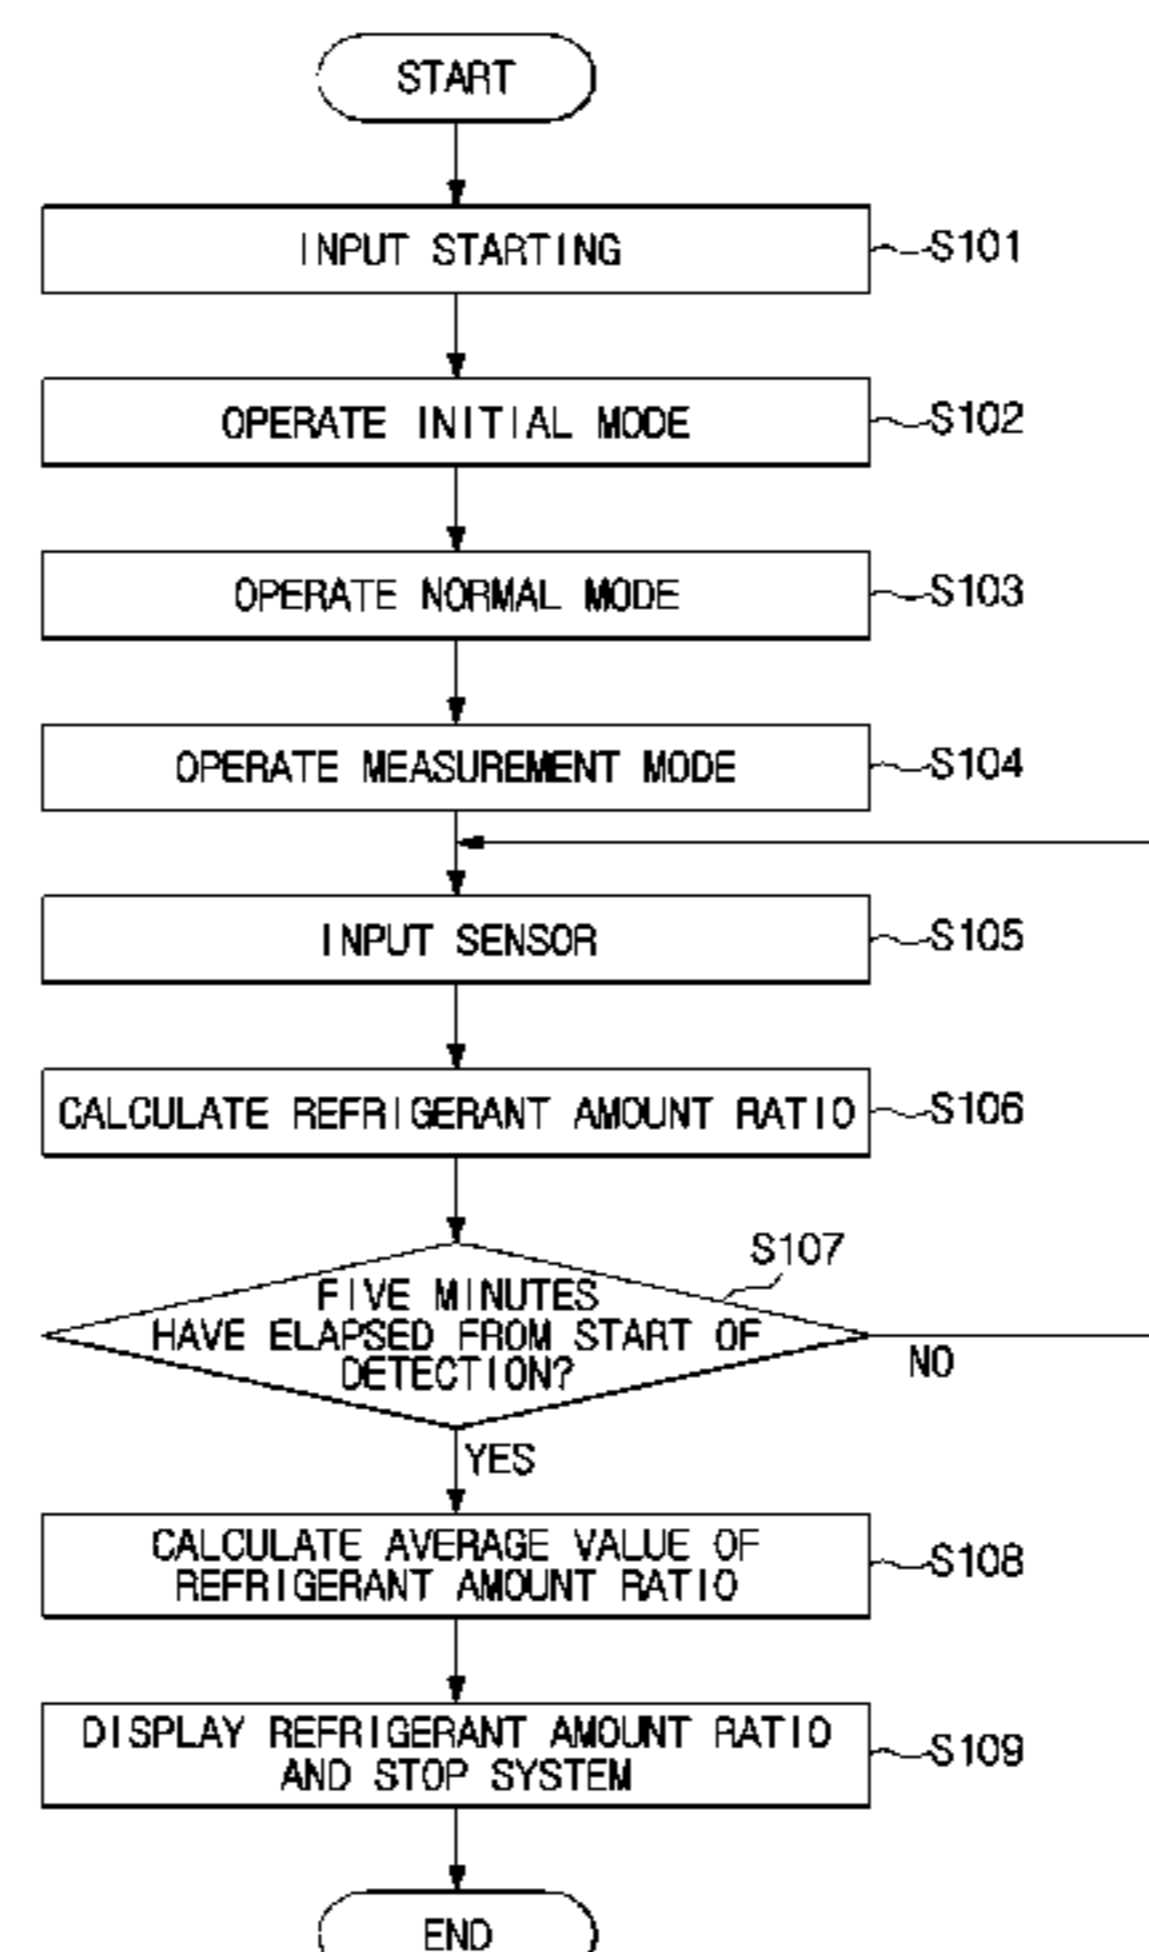 START
INPUT STARTING
S101
OPERATE INITIAL MODE
S102
OPERATE NORMAL MODE
S103
OPERATE MEASUREMENT MODE
S104
INPUT SENSOR
S105
CALCULATE REFRIGERANT AMOUNT RATIO
S106
S107
FIVE MINUTES
HAVE ELAPSED FROM START OF
DETECTION?
NO
YES
CALCULATE AVERAGE VALUE OF
REFRIGERANT AMOUNT RATIO
S108
DISPLAY REFRIGERANT AMOUNT RATIO
AND STOP SYSTEM
S109
END